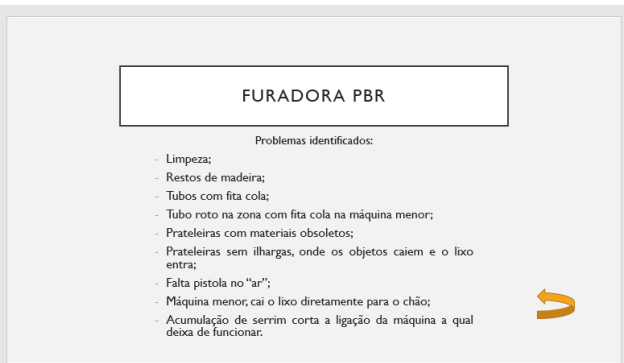 FURADORA PBR
Problemas identificados:
- Limpeza;
- Restos de madeira;
- Tubos com fita cola;
- Tubo roto na zona com fita cola na máquina menor;
- Prateleiras com materiais obsoletos;
- Prateleiras sem ilhargas, onde os objetos caiem e o lixo
entra;
- Falta pistola no “ar”;
- Máquina menor, cai o lixo diretamente para o chão;
- Acumulação de serrim corta a ligação da máquina a qual
deixa de funcionar.